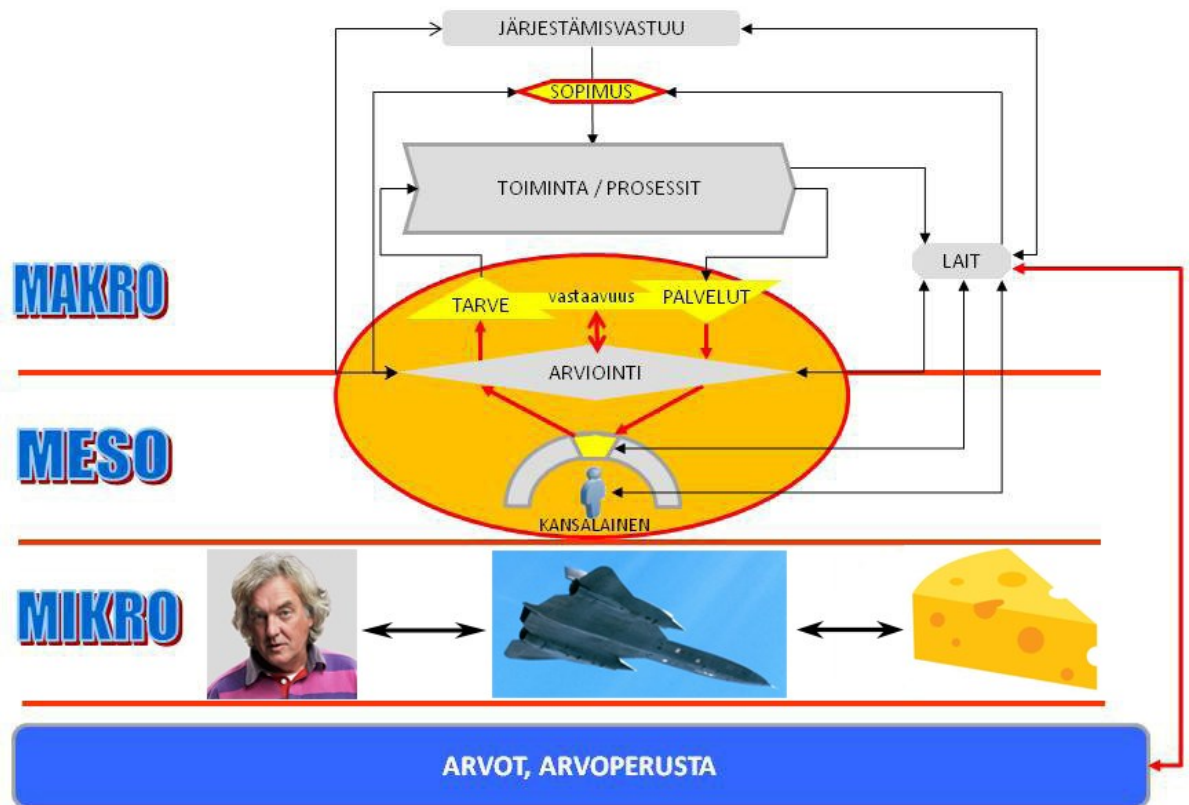 JÄRJESTÄMISVASTUU
SOPIMUS
TOIMINTA / PROSESSIT
LAIT
MAKRO
TARVE
vastaavuus
PALVELUT
ARVIOINTI
MESO
KANSALAINEN
MIKRO
ARVOT, ARVOPERUSTA